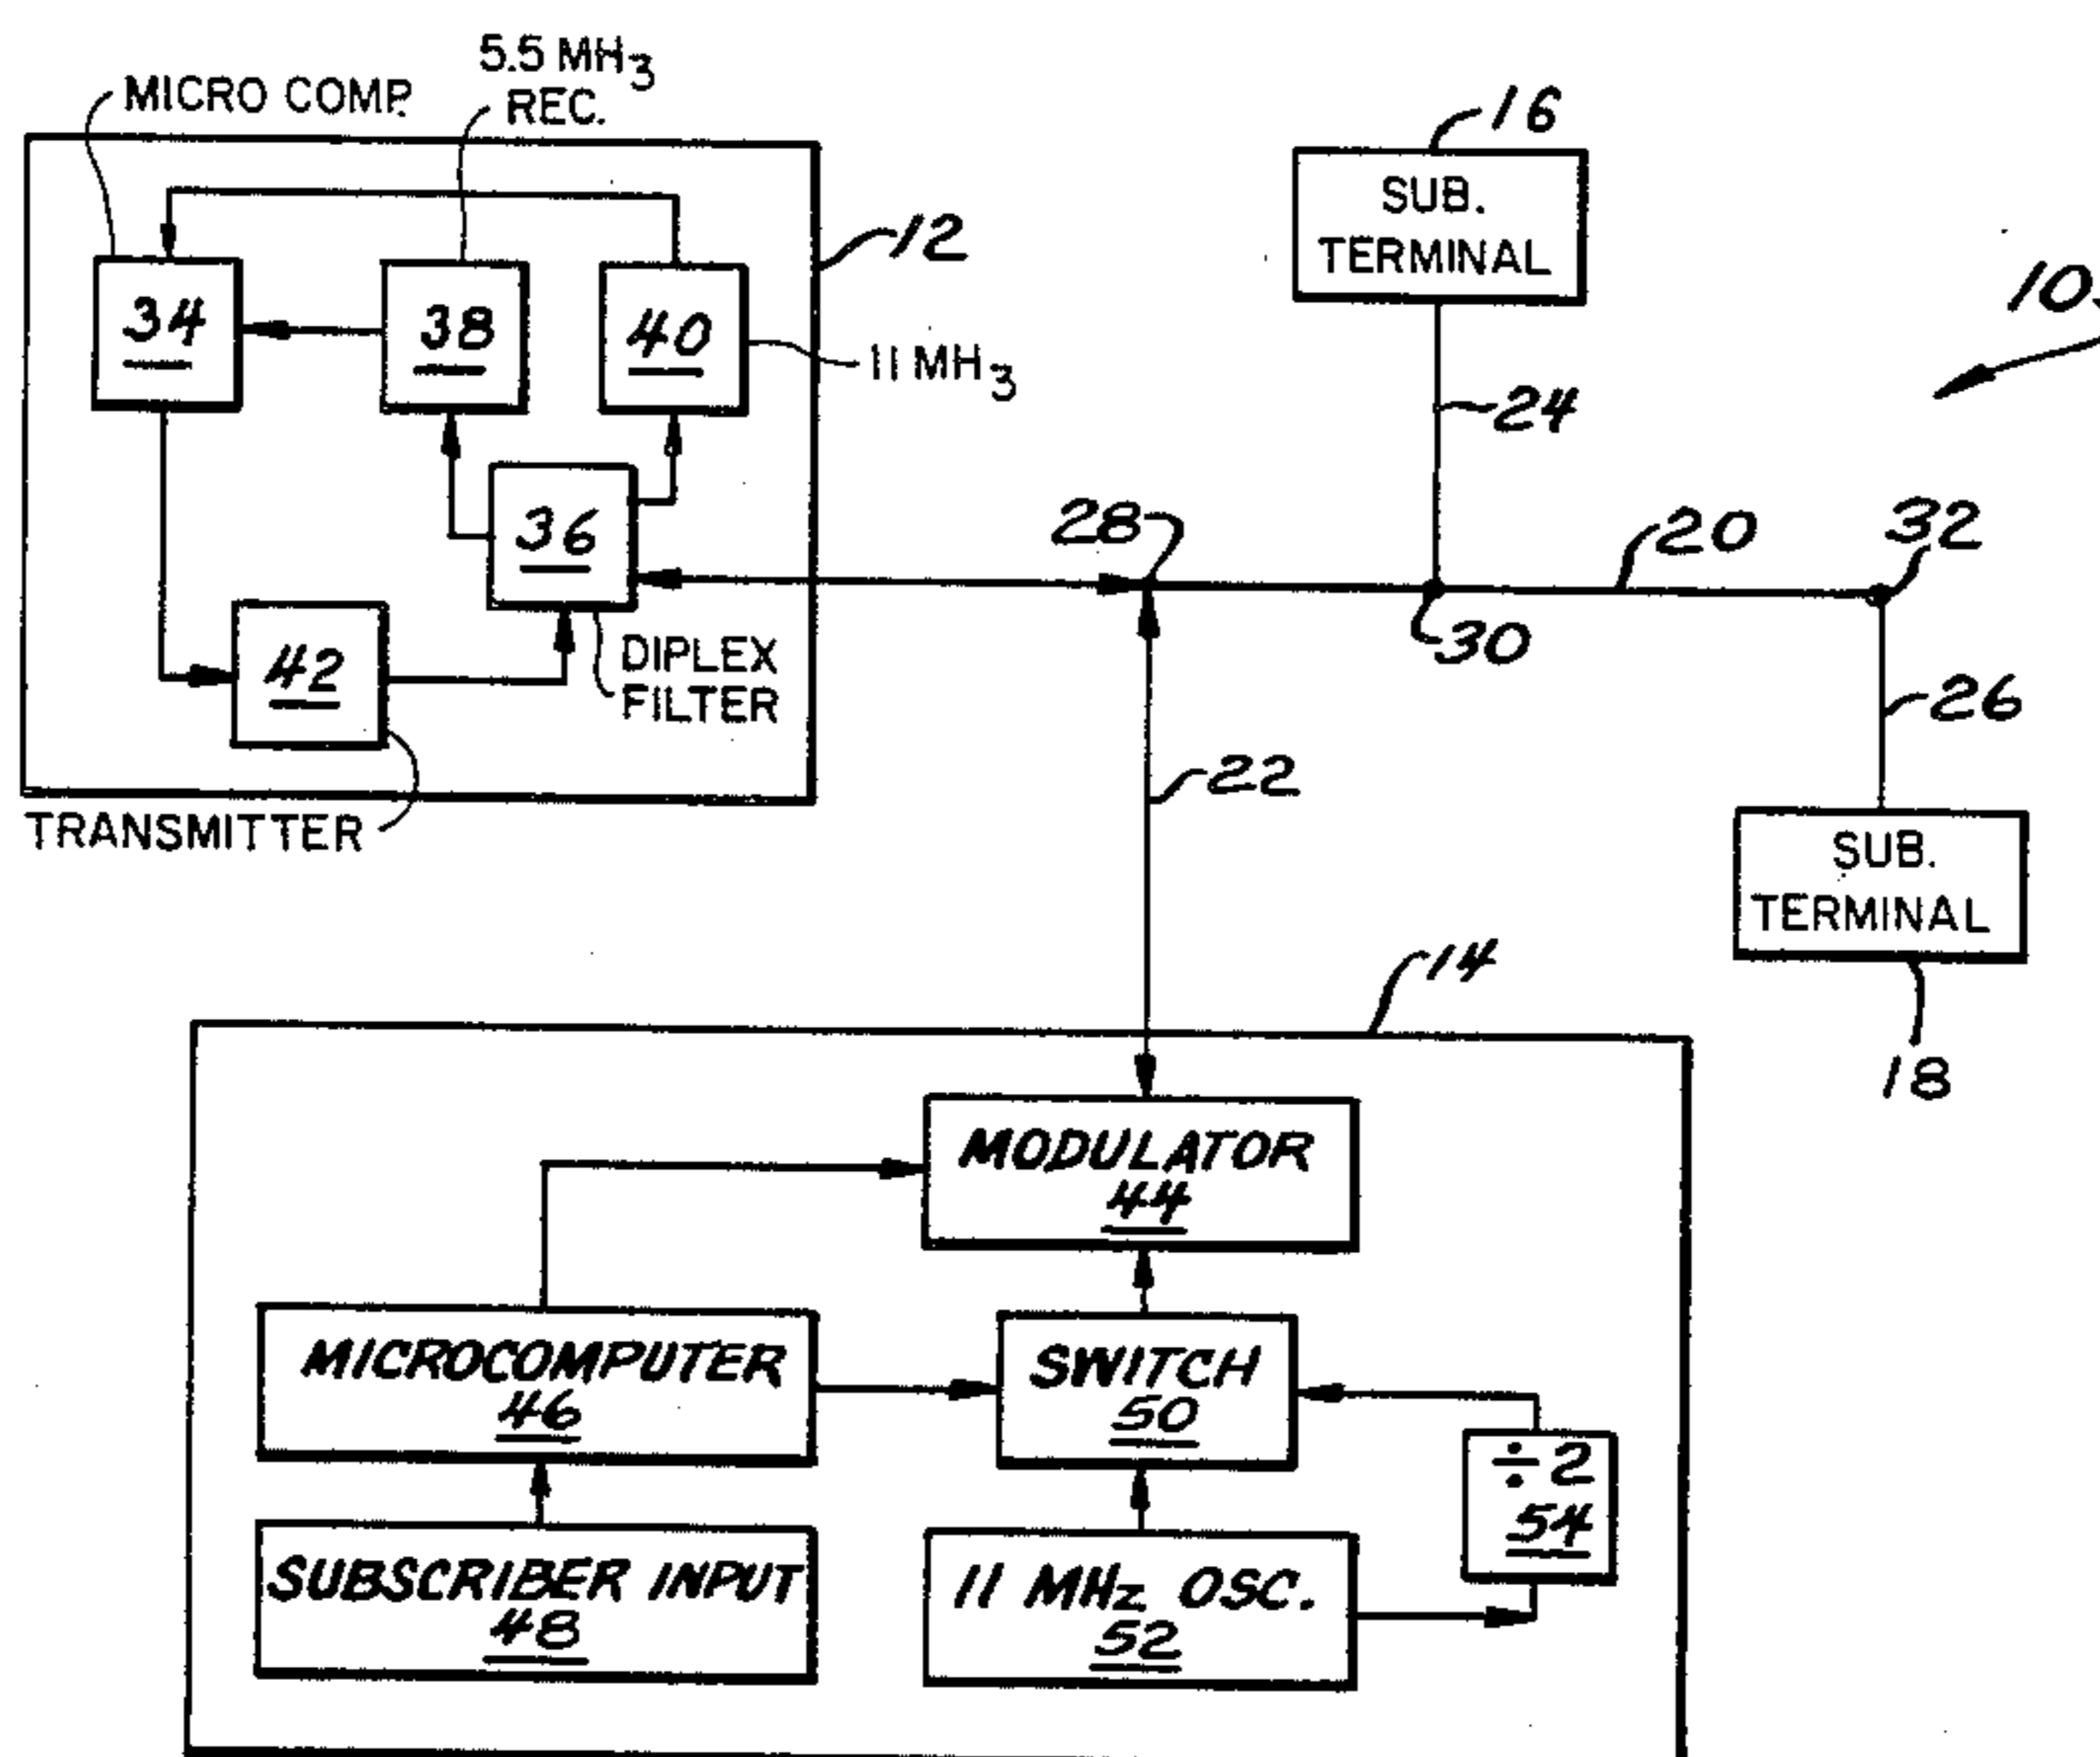 5.5 MH3
REC.
MICRO COMP.
12
34
38
40
11 MH3
36
DIPLEX
FILTER
42
TRANSMITTER
16
SUB.
TERMINAL
10
24
28
20
32
30
26
22
SUB.
TERMINAL
18
14
MODULATOR
44
MICROCOMPUTER
46
SWITCH
50
÷2
54
SUBSCRIBER INPUT
48
11 MHz OSC.
52